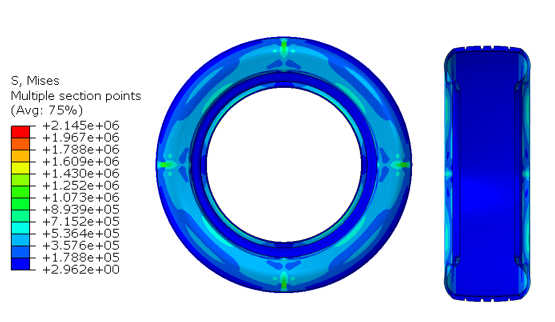 S, Mises
Multiple section points
(Avg: 75%)
+2.145e+06
+1.967e+06
+1.788e+06
+1.609e+06
+1.430e+06
+1.252e+06
+1.073e+06
+8.939e+05
+7.152e+05
+5.364e+05
+3.576e+05
+1.788e+05
+2.962e+00